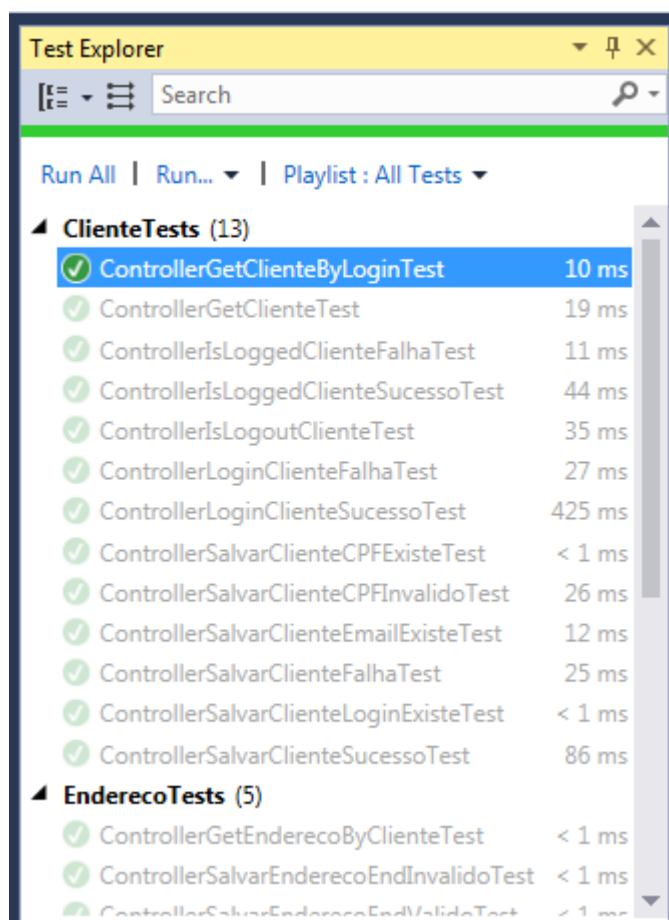 Test Explorer
Search
Run All | Run... | Playlist : All Tests
ClienteTests (13)
ControllerGetClienteByLoginTest 10 ms
ControllerGetClienteTest 19 ms
ControllerIsLoggedClienteFalhaTest 11 ms
ControllerIsLoggedClienteSucessoTest 44 ms
ControllerIsLogoutClienteTest 35 ms
ControllerLoginClienteFalhaTest 27 ms
ControllerLoginClienteSucessoTest 425 ms
ControllerSalvarClienteCPFExisteTest < 1 ms
ControllerSalvarClienteCPFInvalidoTest 26 ms
ControllerSalvarClienteEmailExisteTest 12 ms
ControllerSalvarClienteFalhaTest 25 ms
ControllerSalvarClienteLoginExisteTest < 1 ms
ControllerSalvarClienteSucessoTest 86 ms
EnderecoTests (5)
ControllerGetEnderecoByClienteTest < 1 ms
ControllerSalvarEnderecoEndInvalidoTest < 1 ms
ControllerSalvarEnderecoEndValidoTest < 1 ms